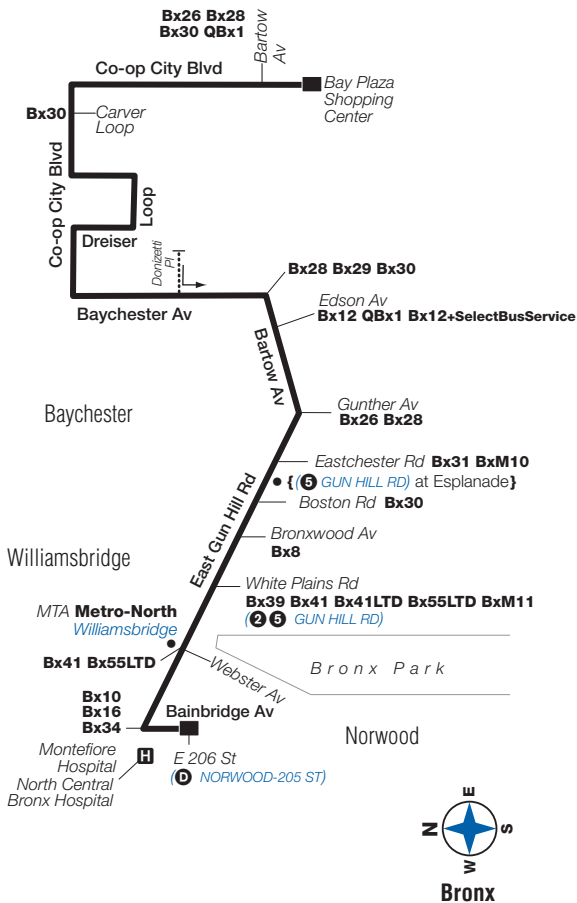 Bx26 Bx28
Bx30 QBx1
Bartow
Av
Co-op City Blvd
Bay Plaza
Shopping
Center
Bx30
Carver
Loop
Co-op City Blvd
Loop
Dreiser
Donizetti
Pl
Bx28 Bx29 Bx30
Baychester Av
Edson Av
Bx12 QBx1 Bx12+SelectBusService
Bartow Av
Baychester
Gunther Av
Bx26 Bx28
Eastchester Rd Bx31 BxM10
{(5 GUN HILL RD) at Esplanade}
Boston Rd Bx30
East Gun Hill Rd
Bronxwood Av
Bx8
Williamsbridge
White Plains Rd
Bx39 Bx41 Bx41LTD Bx55LTD BxM11
(2 5 GUN HILL RD)
MTA Metro-North
Williamsbridge
Bx41 Bx55LTD
Webster Av
Bronx Park
Bx10
Bx16
Bx34
Bainbridge Av
Norwood
Montefiore
Hospital
North Central
Bronx Hospital
H
E 206 St
(D NORWOOD-205 ST)
E
N
S
W
Bronx